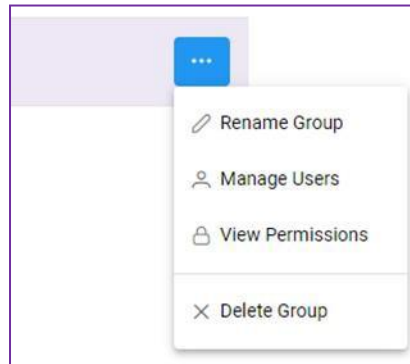 Rename Group
Manage Users
View Permissions
Delete Group